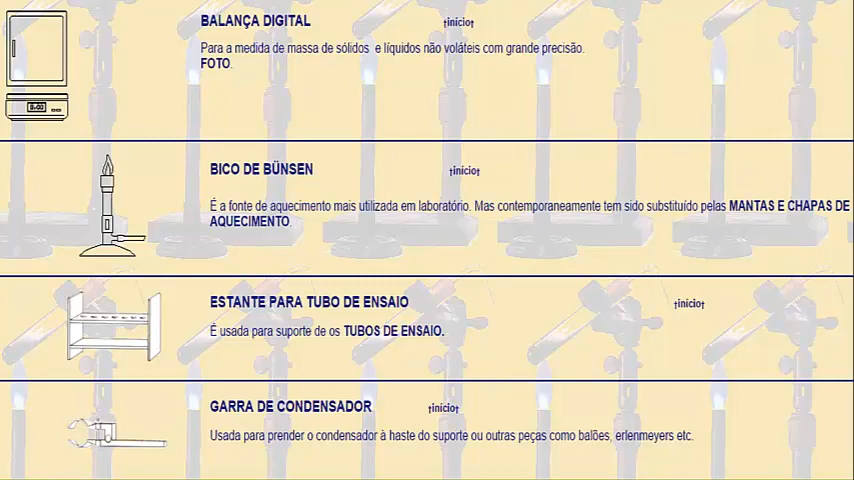 BALANÇA DIGITAL †início†
Para a medida de massa de sólidos e líquidos não voláteis com grande precisão.
FOTO.
0.00
BICO DE BÜNSEN †início†
É a fonte de aquecimento mais utilizada em laboratório. Mas contemporaneamente tem sido substituído pelas MANTAS E CHAPAS DE
AQUECIMENTO.
ESTANTE PARA TUBO DE ENSAIO †início†
É usada para suporte de os TUBOS DE ENSAIO.
GARRA DE CONDENSADOR †início†
Usada para prender o condensador à haste do suporte ou outras peças como balões, erlenmeyers etc.